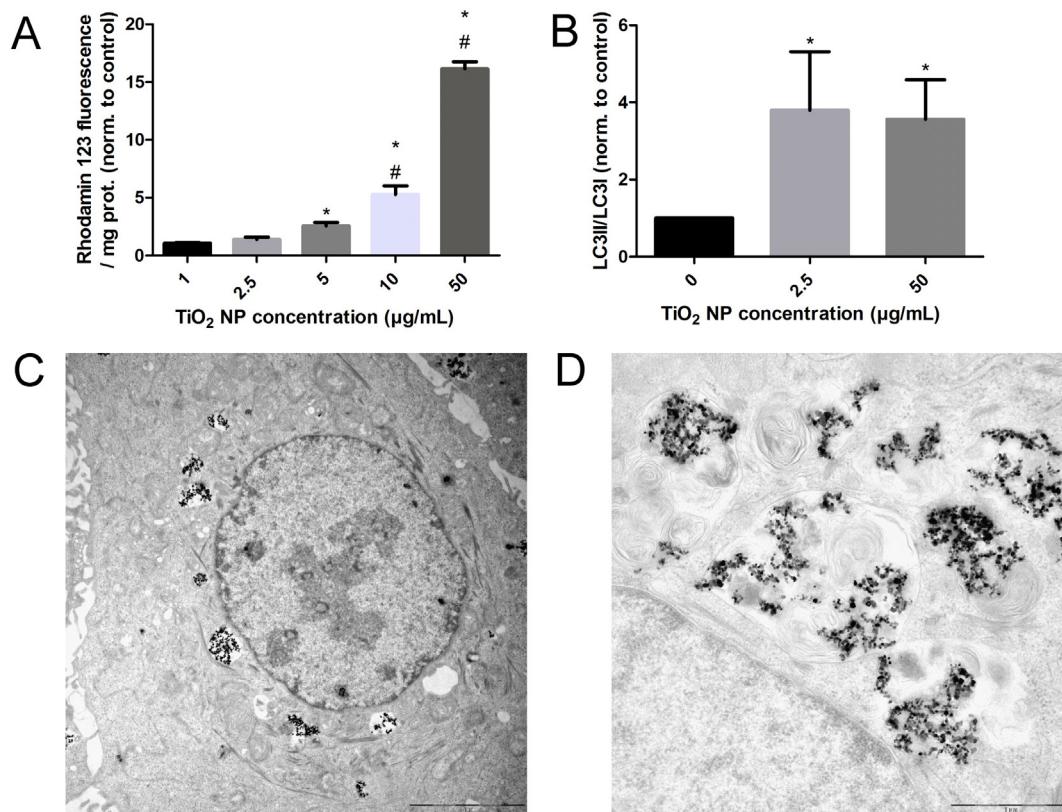 A
Rhodamin 123 fluorescence
/ mg prot. (norm. to control)
20
15
10
5
0
*
*
#
*
#
1
2.5
5
10
50
TiO2 NP concentration (µg/mL)
B
LC3II/LC3I (norm. to control)
8
6
4
2
0
*
*
0
2.5
50
TiO2 NP concentration (µg/mL)
C
D